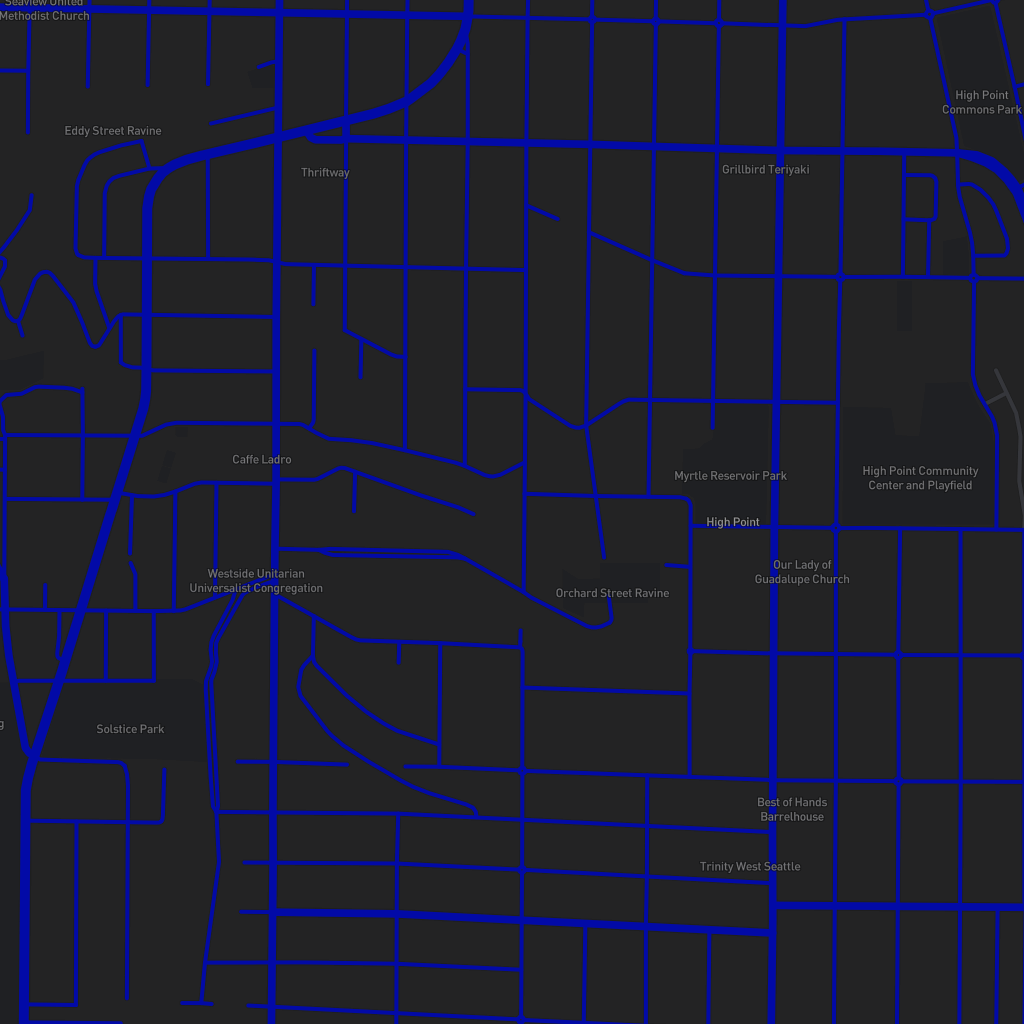 Seaview United
Methodist Church
High Point
Commons Park
Eddy Street Ravine
Thriftway
Grillbird Teriyaki
Caffe Ladro
Myrtle Reservoir Park
High Point Community
Center and Playfield
High Point
Our Lady of
Guadalupe Church
Westside Unitarian
Universalist Congregation
Orchard Street Ravine
g
Solstice Park
Best of Hands
Barrelhouse
Trinity West Seattle